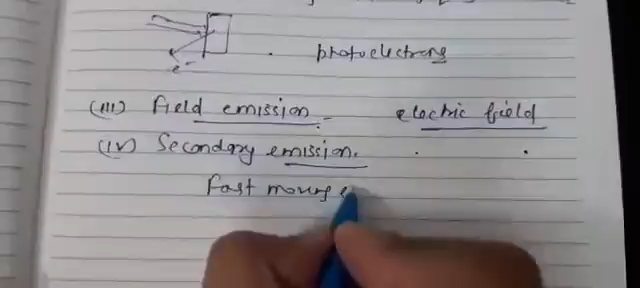 e⁻
photoelectrons
(iii) Field emission - electric field
(iv) Secondary emission.
Fast moving e